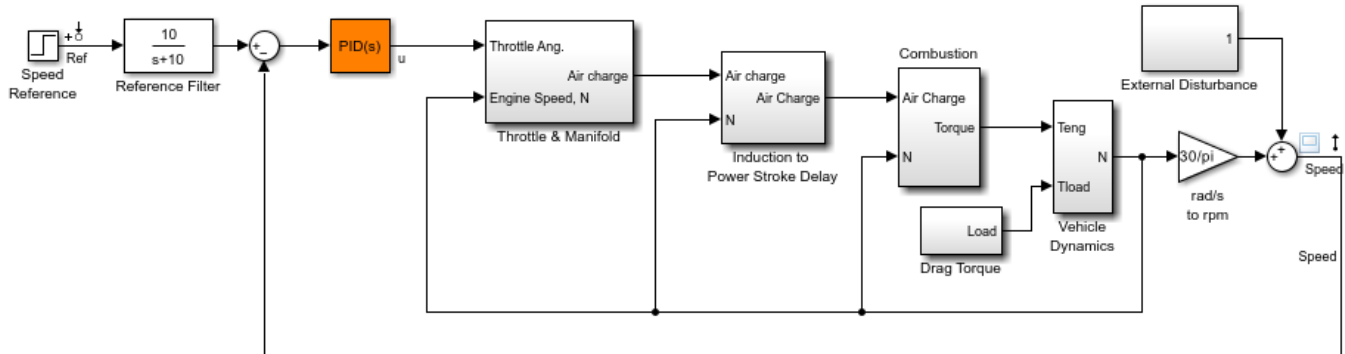 Ref
Speed
Reference
10
s+10
Reference Filter
+
−
PID(s)
u
Throttle Ang.
Air charge
Engine Speed, N
Throttle & Manifold
Air charge
Air Charge
N
Induction to
Power Stroke Delay
Combustion
Air Charge
Torque
N
Load
Drag Torque
Teng
N
Tload
Vehicle
Dynamics
30/pi
rad/s
to rpm
1
External Disturbance
+
+
Speed
Speed